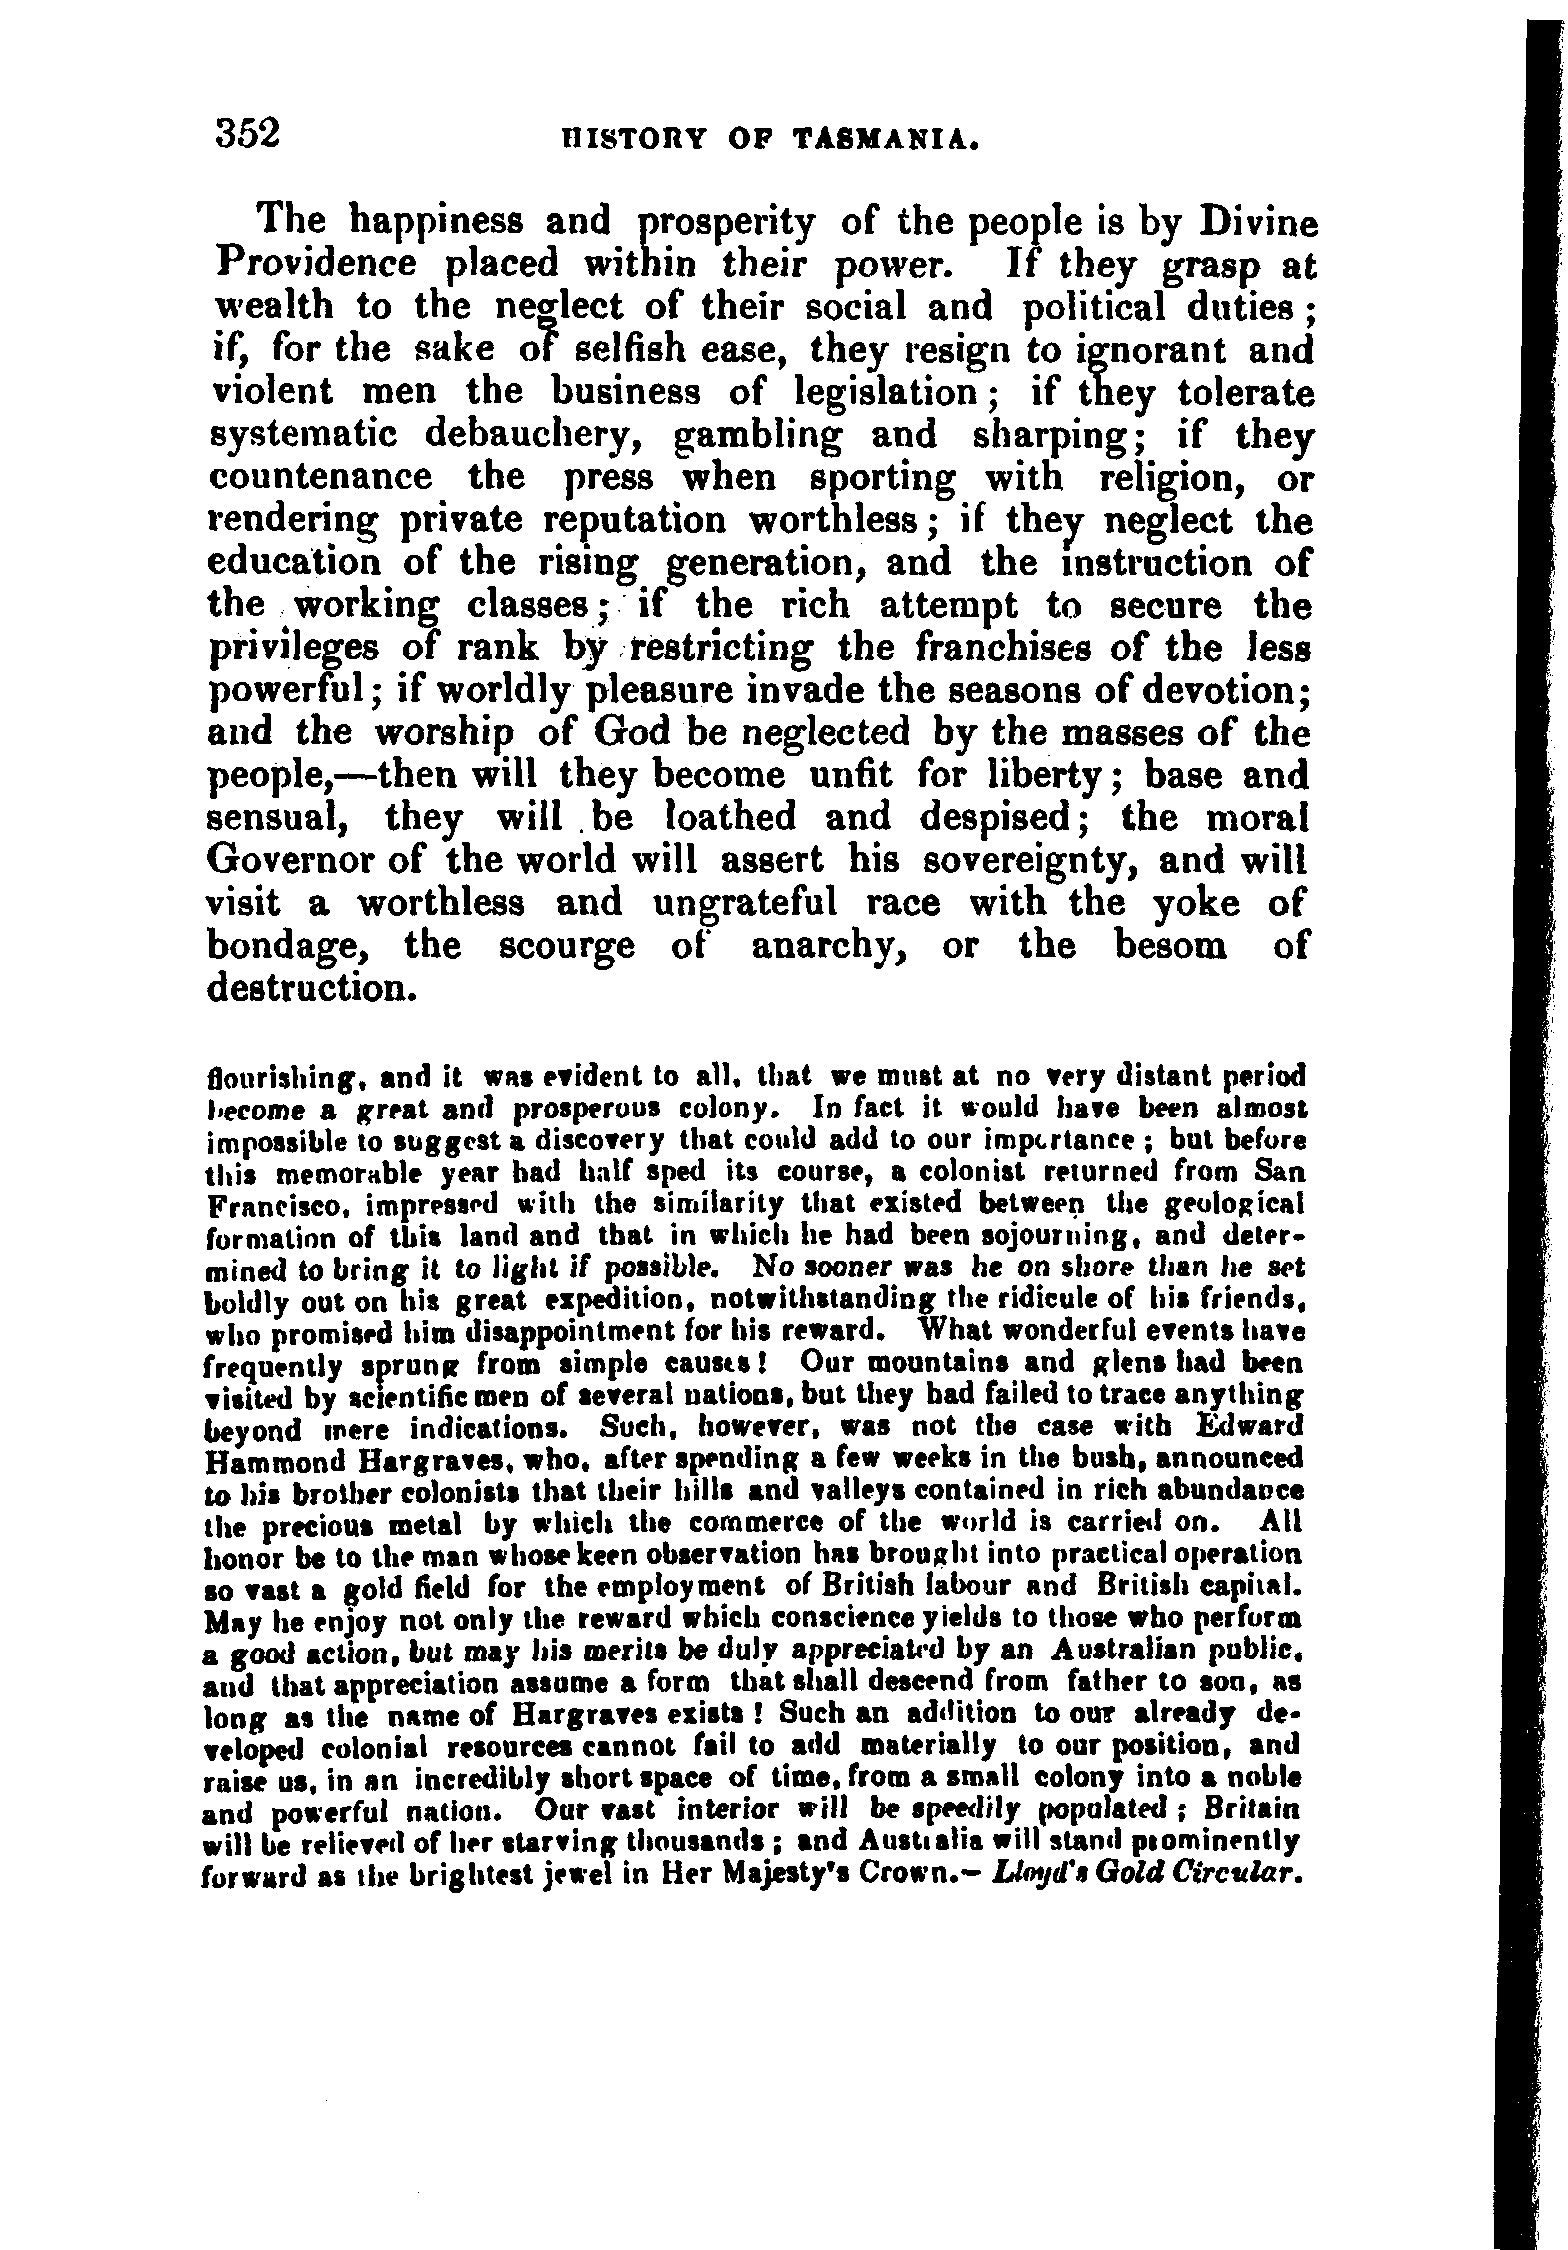 352 HISTORY OF TASMANIA.
The happiness and prosperity of the people is by Divine
Providence placed within their power. If they grasp at
wealth to the neglect of their social and political duties ;
if, for the sake of selfish ease, they resign to ignorant and
violent men the business of legislation ; if they tolerate
systematic debauchery, gambling and sharping; if they
countenance the press when sporting with religion, or
rendering private reputation worthless ; if they neglect the
education of the rising generation, and the instruction of
the working classes ; if the rich attempt to secure the
privileges of rank by restricting the franchises of the less
powerful ; if worldly pleasure invade the seasons of devotion;
and the worship of God be neglected by the masses of the
people,—then will they become unfit for liberty ; base and
sensual, they will be loathed and despised; the moral
Governor of the world will assert his sovereignty, and will
visit a worthless and ungrateful race with the yoke of
bondage, the scourge of anarchy, or the besom of
destruction.
flourishing, and it was evident to all, that we must at no very distant period
become a great and prosperous colony. In fact it would have been almost
impossible to suggest a discovery that could add to our importance ; but before
this memorable year had half sped its course, a colonist returned from San
Francisco, impressed with the similarity that existed between the geological
formation of this land and that in which he had been sojourning, and deter-
mined to bring it to light if possible. No sooner was he on shore than he set
boldly out on his great expedition, notwithstanding the ridicule of his friends,
who promised him disappointment for his reward. What wonderful events have
frequently sprung from simple causes! Our mountains and glens had been
visited by scientific men of several nations, but they had failed to trace anything
beyond mere indications. Such, however, was not the case with Edward
Hammond Hargraves, who, after spending a few weeks in the bush, announced
to his brother colonists that their hills and valleys contained in rich abundance
the precious metal by which the commerce of the world is carried on. All
honor be to the man whose keen observation has brought into practical operation
so vast a gold field for the employment of British labour and British capital.
May he enjoy not only the reward which conscience yields to those who perform
a good action, but may his merits be duly appreciated by an Australian public,
and that appreciation assume a form that shall descend from father to son, as
long as the name of Hargraves exists ! Such an addition to our already de-
veloped colonial resources cannot fail to add materially to our position, and
raise us, in an incredibly short space of time, from a small colony into a noble
and powerful nation. Our vast interior will be speedily populated ; Britain
will be relieved of her starving thousands ; and Australia will stand prominently
forward as the brightest jewel in Her Majesty's Crown.— Lloyd's Gold Circular.